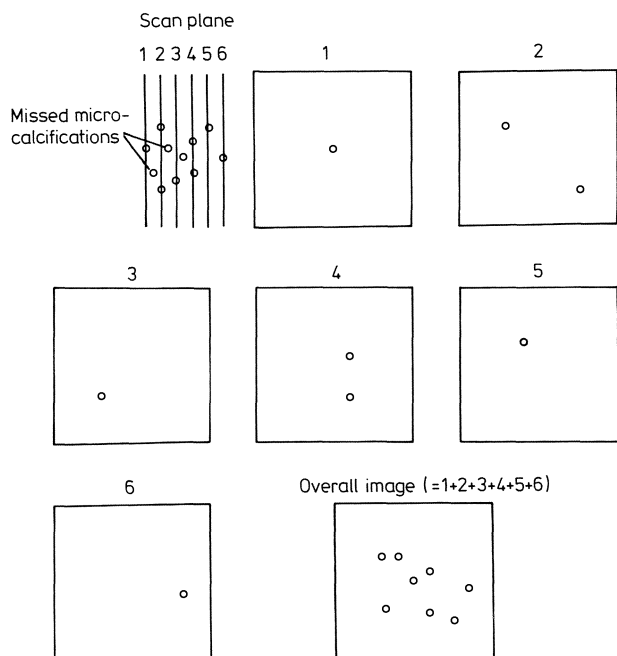 Scan plane
1 2 3 4 5 6
Missed micro-
calcifications
1
2
3
4
5
6
Overall image (=1+2+3+4+5+6)